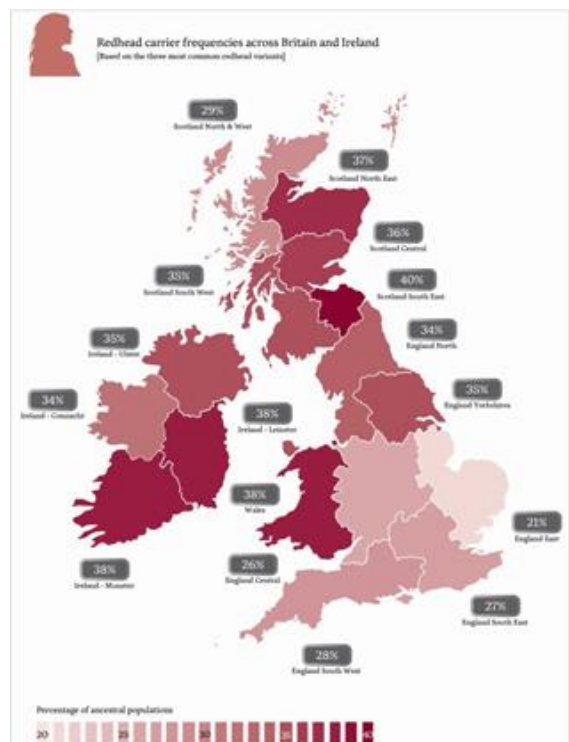 Redhead carrier frequencies across Britain and Ireland
[Based on the three most common redhead variants]
29%
Scotland North & West
37%
Scotland North East
36%
Scotland Central
35%
Scotland South West
40%
Scotland South East
34%
England North
35%
Ireland - Ulster
35%
England Yorkshires
34%
Ireland - Connacht
38%
Ireland - Leinster
38%
Wales
21%
England East
26%
England Central
38%
Ireland - Munster
27%
England South East
28%
England South West
Percentage of ancestral populations
20 25 30 35 40